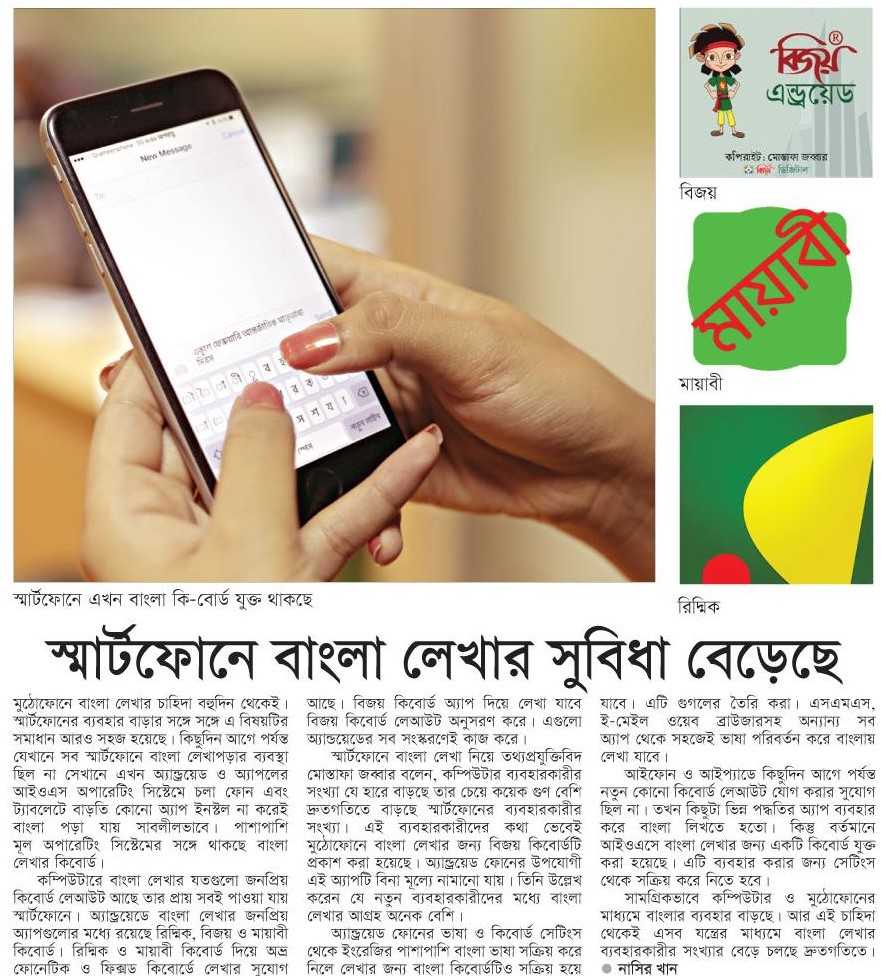 New Message
Cancel
To:
Send
একুশে ফেব্রুয়ারি আন্তর্জাতিক মাতৃভাষা
দিবস
স্পেস
নতুন লাইন
বিজয়®
এন্ড্রয়েড
কপিরাইট: মোস্তাফা জব্বার
বিজয় ডিজিটাল
বিজয়
মায়াবী
মায়াবী
রিদ্মিক
স্মার্টফোনে এখন বাংলা কি-বোর্ড যুক্ত থাকছে
স্মার্টফোনে বাংলা লেখার সুবিধা বেড়েছে
মুঠোফোনে বাংলা লেখার চাহিদা বহুদিন থেকেই।
স্মার্টফোনের ব্যবহার বাড়ার সঙ্গে সঙ্গে এ বিষয়টির
সমাধান আরও সহজ হয়েছে। কিছুদিন আগে পর্যন্ত
যেখানে সব স্মার্টফোনে বাংলা লেখাপড়ার ব্যবস্থা
ছিল না সেখানে এখন অ্যান্ড্রয়েড ও অ্যাপলের
আইওএস অপারেটিং সিস্টেমে চলা ফোন এবং
ট্যাবলেটে বাড়তি কোনো অ্যাপ ইনস্টল না করেই
বাংলা পড়া যায় সাবলীলভাবে। পাশাপাশি
মূল অপারেটিং সিস্টেমের সঙ্গে থাকছে বাংলা
লেখার কিবোর্ড।
কম্পিউটারে বাংলা লেখার যতগুলো জনপ্রিয়
কিবোর্ড লেআউট আছে তার প্রায় সবই পাওয়া যায়
স্মার্টফোনে। অ্যান্ড্রয়েডে বাংলা লেখার জনপ্রিয়
অ্যাপগুলোর মধ্যে রয়েছে রিদ্মিক, বিজয় ও মায়াবী
কিবোর্ড। রিদ্মিক ও মায়াবী কিবোর্ড দিয়ে অভ্র
ফোনেটিক ও ফিক্সড কিবোর্ডে লেখার সুযোগ
আছে। বিজয় কিবোর্ড অ্যাপ দিয়ে লেখা যাবে
বিজয় কিবোর্ড লেআউট অনুসরণ করে। এগুলো
অ্যান্ডয়েডের সব সংস্করণেই কাজ করে।
স্মার্টফোনে বাংলা লেখা নিয়ে তথ্যপ্রযুক্তিবিদ
মোস্তাফা জব্বার বলেন, কম্পিউটার ব্যবহারকারীর
সংখ্যা যে হারে বাড়ছে তার চেয়ে কয়েক গুণ বেশি
দ্রুতগতিতে বাড়ছে স্মার্টফোনের ব্যবহারকারীর
সংখ্যা। এই ব্যবহারকারীদের কথা ভেবেই
মুঠোফোনে বাংলা লেখার জন্য বিজয় কিবোর্ডটি
প্রকাশ করা হয়েছে। অ্যান্ড্রয়েড ফোনের উপযোগী
এই অ্যাপটি বিনা মূল্যে নামানো যায়। তিনি উল্লেখ
করেন যে নতুন ব্যবহারকারীদের মধ্যে বাংলা
লেখার আগ্রহ অনেক বেশি।
অ্যান্ড্রয়েড ফোনের ভাষা ও কিবোর্ড সেটিংস
থেকে ইংরেজির পাশাপাশি বাংলা ভাষা সক্রিয় করে
নিলে লেখার জন্য বাংলা কিবোর্ডটিও সক্রিয় হয়ে
যাবে। এটি গুগলের তৈরি করা। এসএমএস,
ই-মেইল ওয়েব ব্রাউজারসহ অন্যান্য সব
অ্যাপ থেকে সহজেই ভাষা পরিবর্তন করে বাংলায়
লেখা যাবে।
আইফোন ও আইপ্যাডে কিছুদিন আগে পর্যন্ত
নতুন কোনো কিবোর্ড লেআউট যোগ করার সুযোগ
ছিল না। তখন কিছুটা ভিন্ন পদ্ধতির অ্যাপ ব্যবহার
করে বাংলা লিখতে হতো। কিন্তু বর্তমানে
আইওএসে বাংলা লেখার জন্য একটি কিবোর্ড যুক্ত
করা হয়েছে। এটি ব্যবহার করার জন্য সেটিংস
থেকে সক্রিয় করে নিতে হবে।
সামগ্রিকভাবে কম্পিউটার ও মুঠোফোনের
মাধ্যমে বাংলার ব্যবহার বাড়ছে। আর এই চাহিদা
থেকেই এসব যন্ত্রের মাধ্যমে বাংলা লেখার
ব্যবহারকারীর সংখ্যার বেড়ে চলছে দ্রুতগতিতে।
● নাসির খান